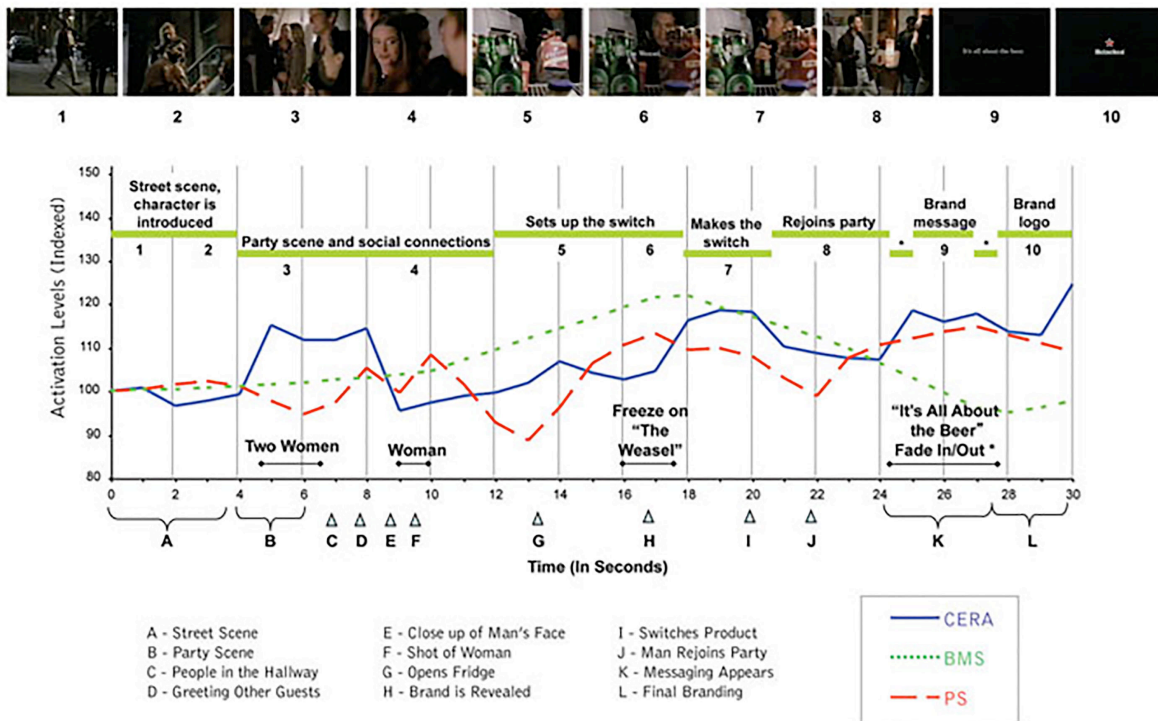 It's all about the beer.
Heineken
1 2 3 4 5 6 7 8 9 10
Activation Levels (Indexed)
150
140
130
120
110
100
90
80
Street scene,
character is
introduced
1 2
Party scene and social connections
3 4
Sets up the switch
5 6
Makes the
switch
7
Rejoins party
8
*
Brand
message
9
*
Brand
logo
10
Two Women
Woman
Freeze on
"The
Weasel"
“It's All About
the Beer”
Fade In/Out *
0 2 4 6 8 10 12 14 16 18 20 22 24 26 28 30
A B C D E F G H I J K L
Time (In Seconds)
A - Street Scene
B - Party Scene
C - People in the Hallway
D - Greeting Other Guests
E - Close up of Man's Face
F - Shot of Woman
G - Opens Fridge
H - Brand is Revealed
I - Switches Product
J - Man Rejoins Party
K - Messaging Appears
L - Final Branding
CERA
BMS
PS